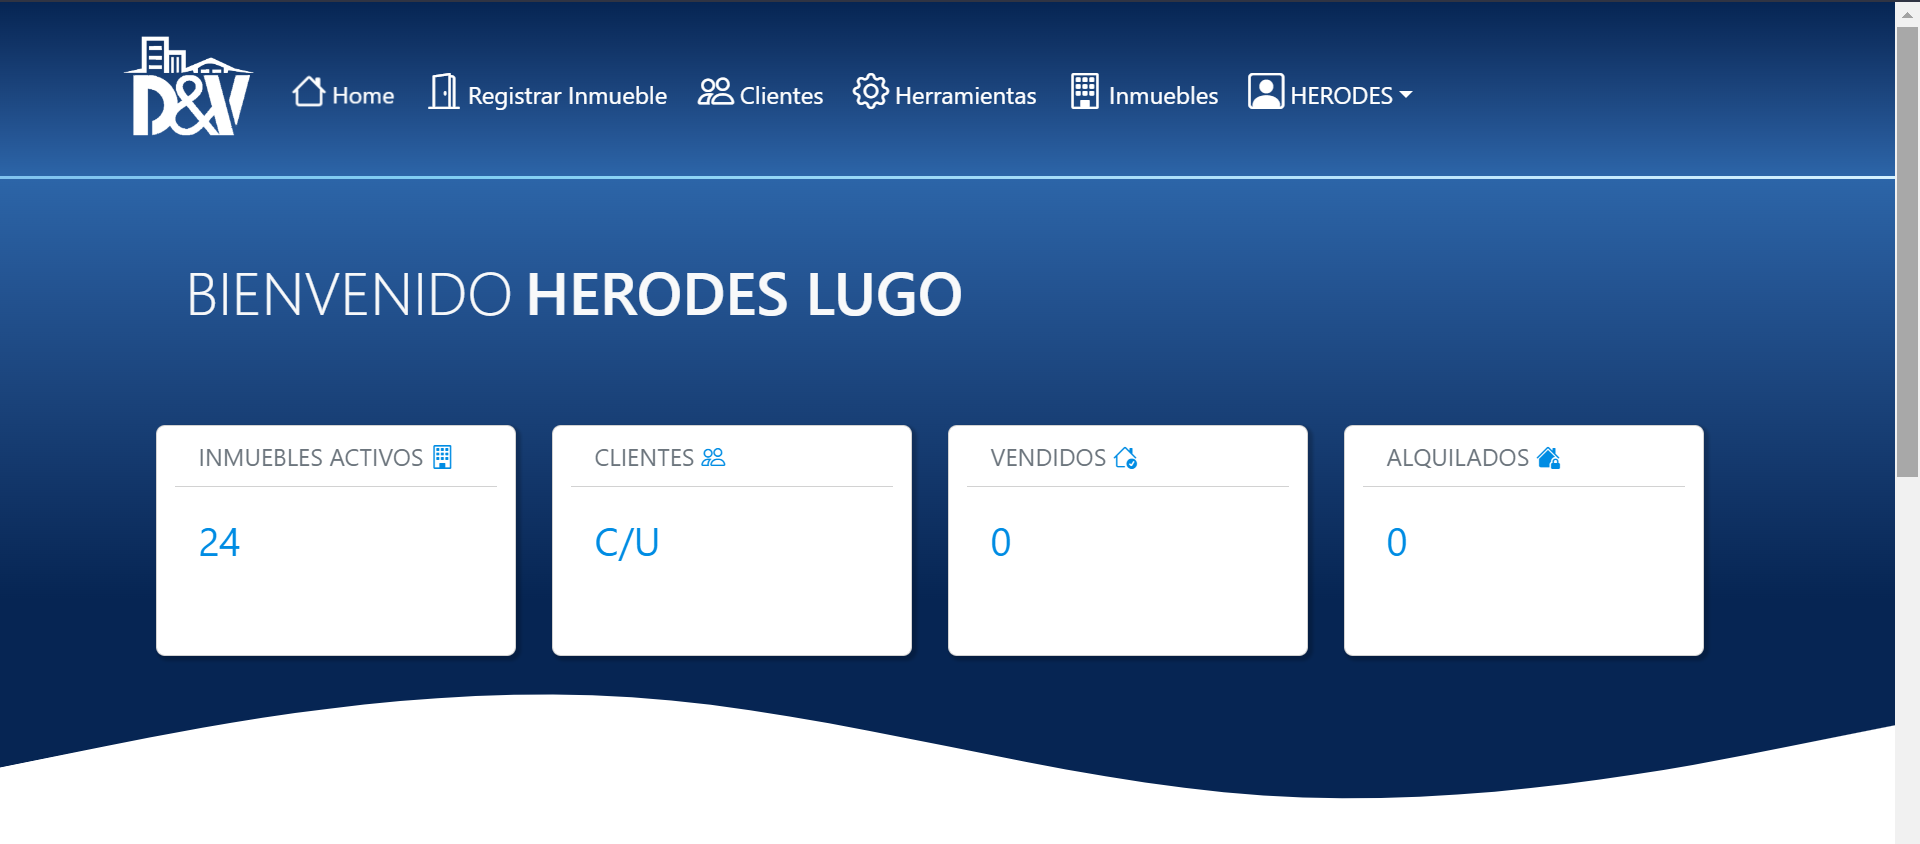 D&V
Home Registrar Inmueble Clientes Herramientas Inmuebles HERODES
BIENVENIDO HERODES LUGO
INMUEBLES ACTIVOS
24
CLIENTES
C/U
VENDIDOS
0
ALQUILADOS
0